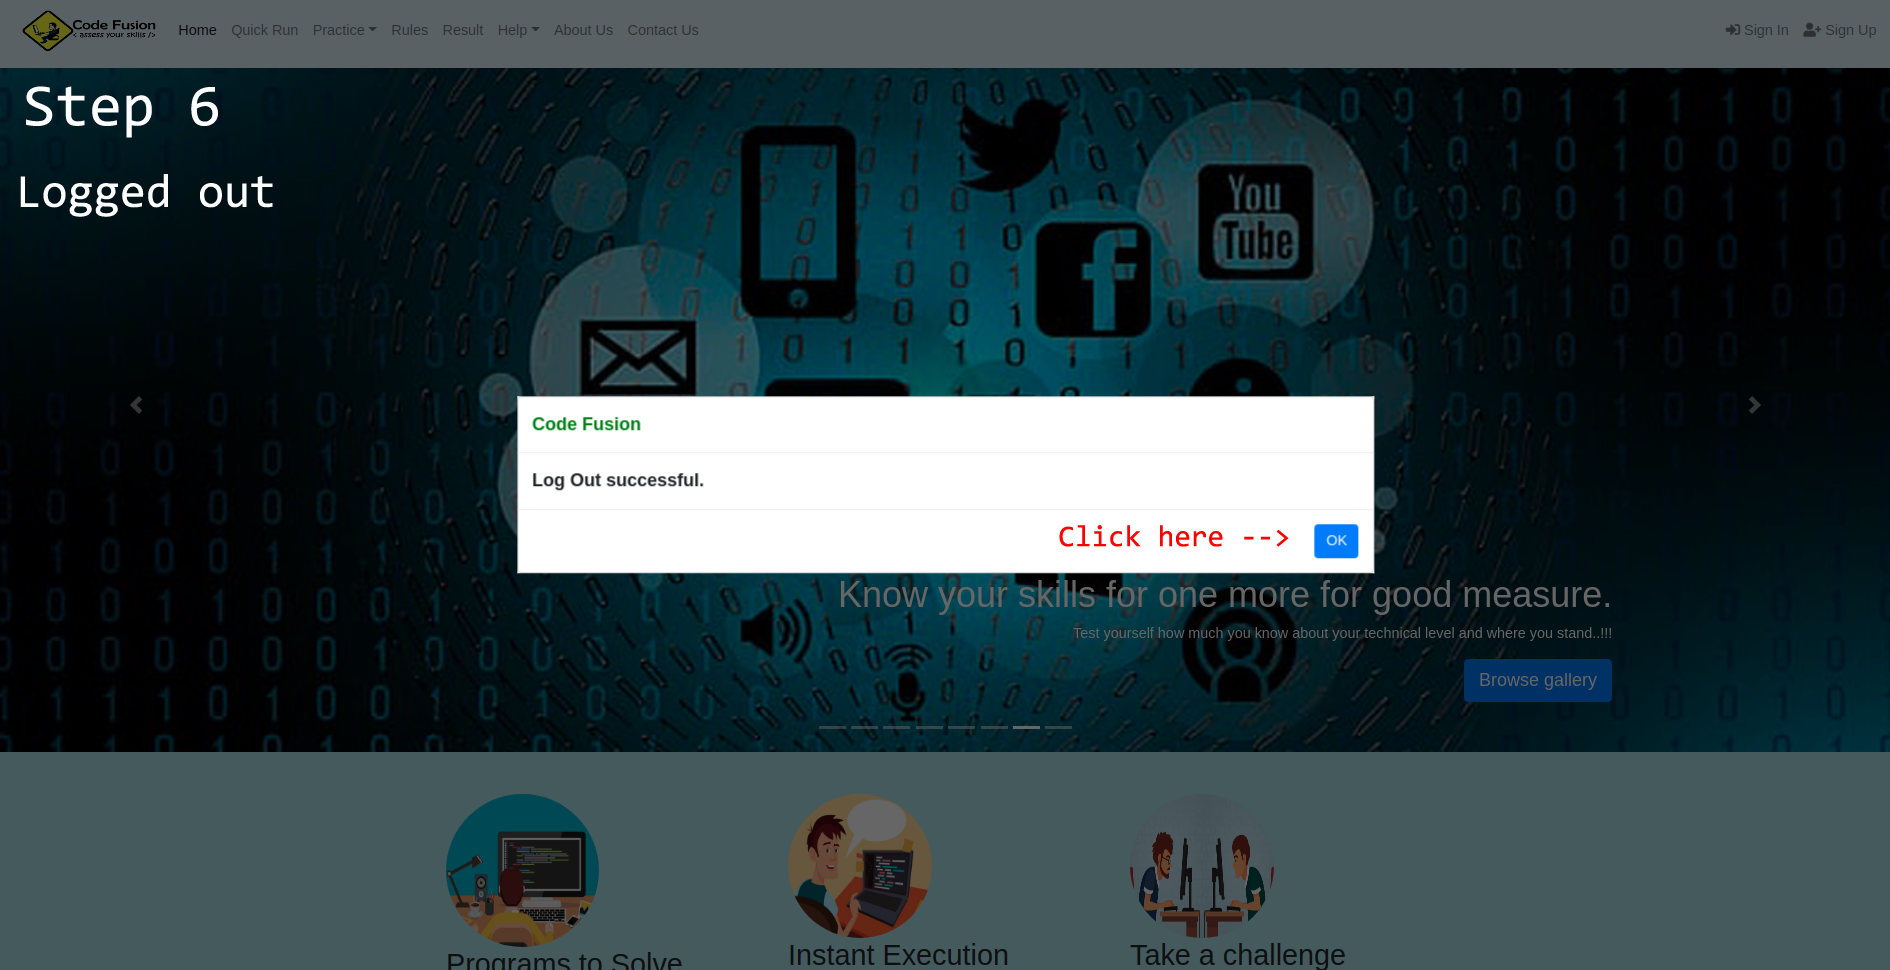 Code Fusion
< assess your skills />
Home Quick Run Practice Rules Result Help About Us Contact Us
Sign In Sign Up
Step 6
Logged out
You
Tube
Code Fusion
Log Out successful.
Click here -->
OK
Know your skills for one more for good measure.
Test yourself how much you know about your technical level and where you stand..!!!
Browse gallery
Programs to Solve
Instant Execution
Take a challenge